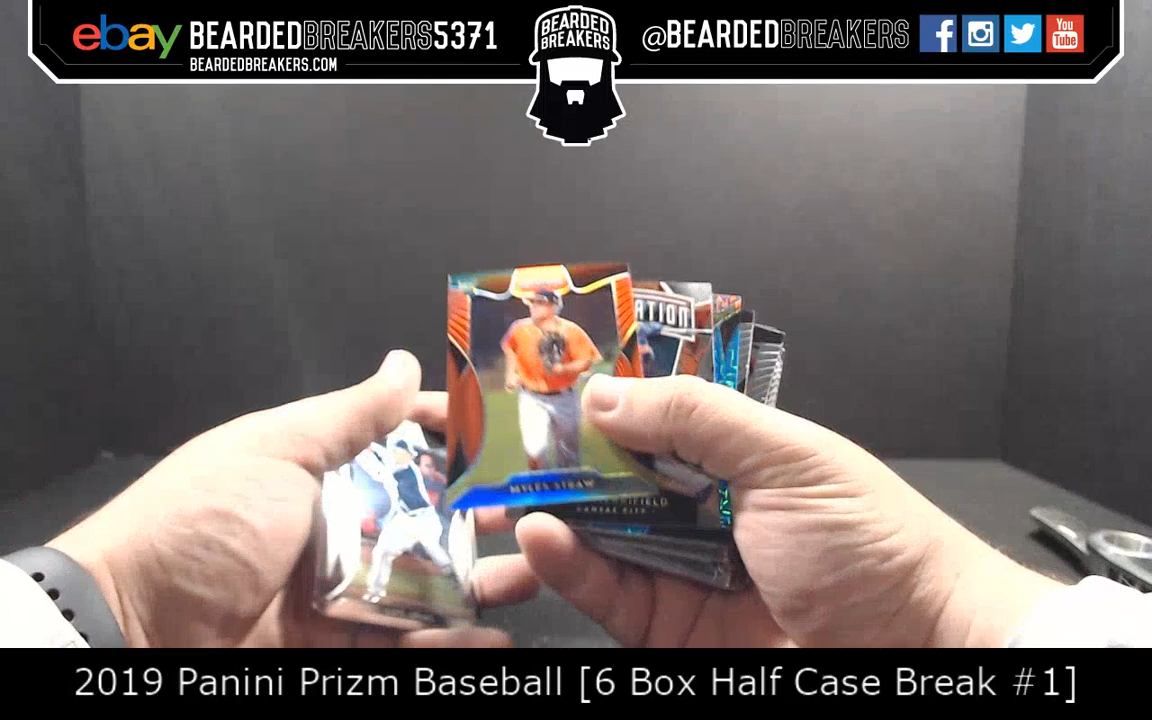 ebay BEARDEDBREAKERS5371
BEARDEDBREAKERS.COM
BEARDED
BREAKERS
@BEARDEDBREAKERS
You
Tube
MYLES STRAW
KANSAS CITY
2019 Panini Prizm Baseball [6 Box Half Case Break #1]